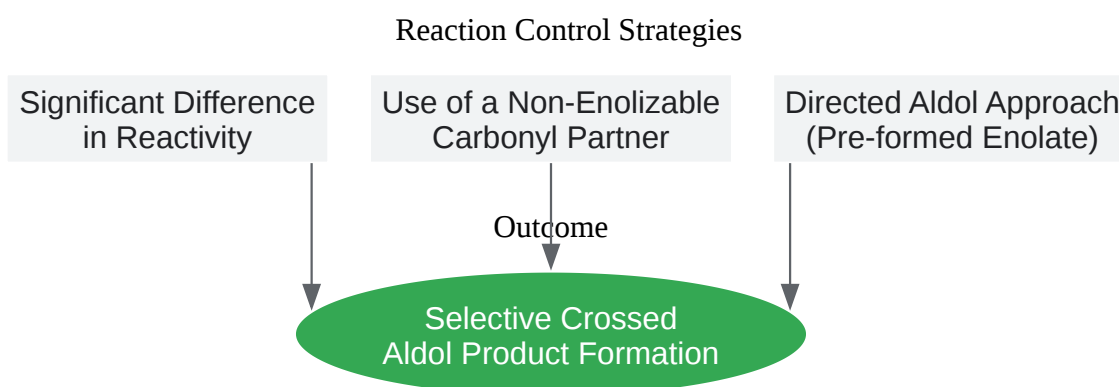 Reaction Control Strategies
Significant Difference
in Reactivity
Use of a Non-Enolizable
Carbonyl Partner
Directed Aldol Approach
(Pre-formed Enolate)
Outcome
Selective Crossed
Aldol Product Formation